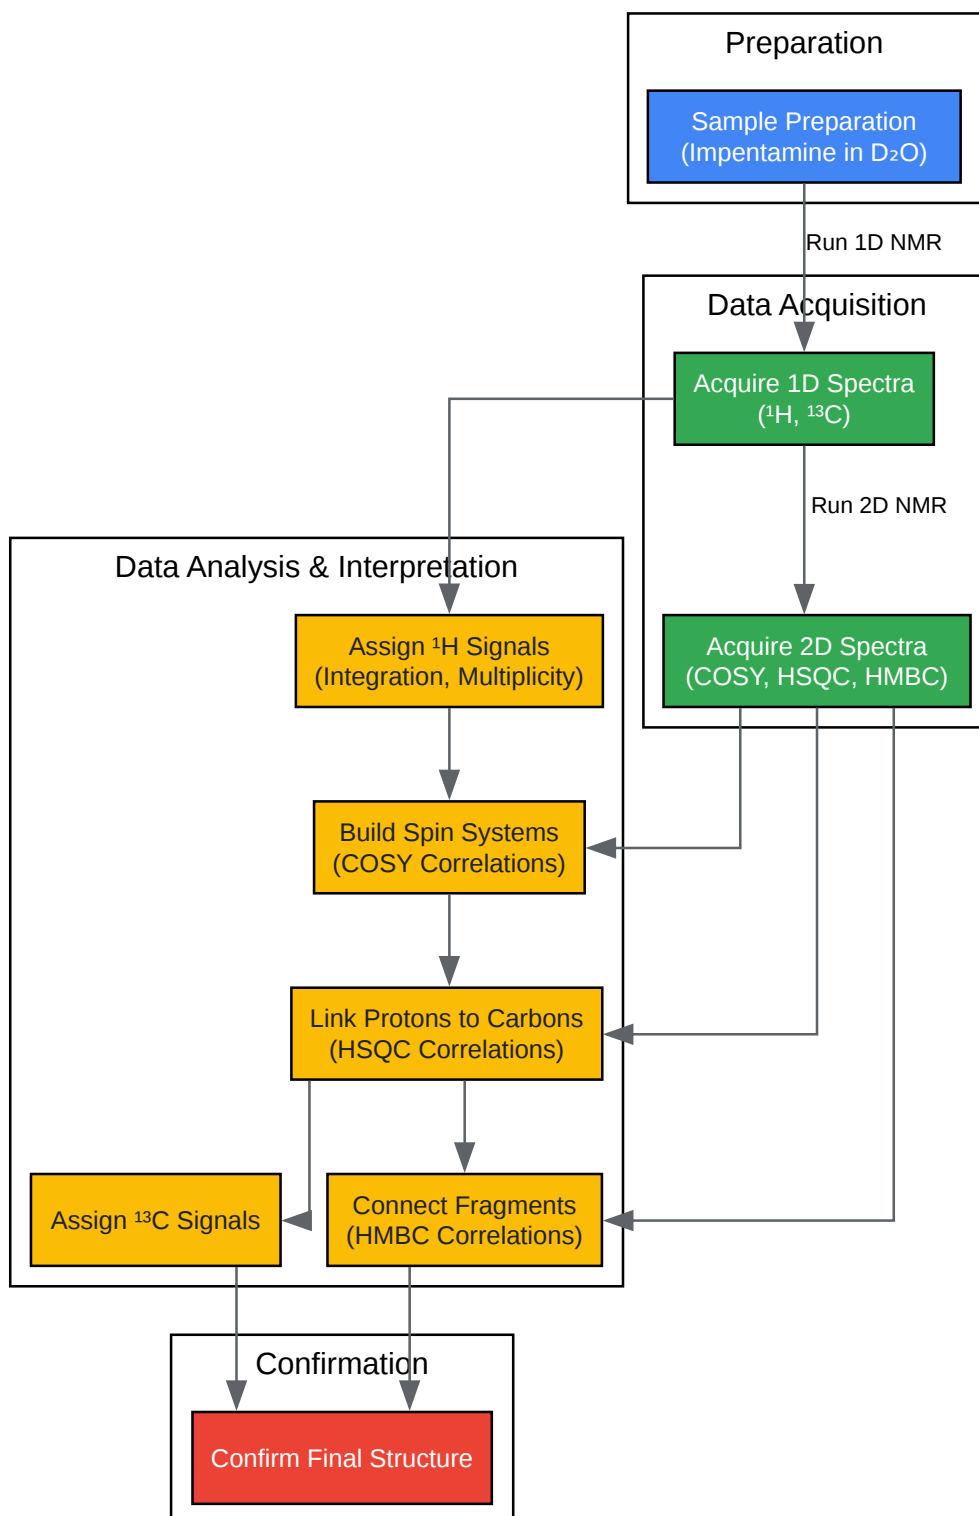 Preparation
Sample Preparation
(Impentamine in D₂O)
Run 1D NMR
Data Acquisition
Acquire 1D Spectra
(¹H, ¹³C)
Run 2D NMR
Data Analysis & Interpretation
Assign ¹H Signals
(Integration, Multiplicity)
Acquire 2D Spectra
(COSY, HSQC, HMBC)
Build Spin Systems
(COSY Correlations)
Link Protons to Carbons
(HSQC Correlations)
Assign ¹³C Signals
Connect Fragments
(HMBC Correlations)
Confirmation
Confirm Final Structure